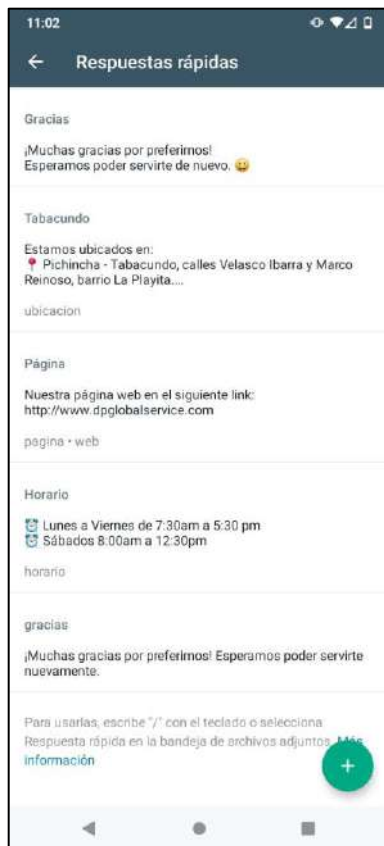 11:02
Respuestas rápidas
Gracias
¡Muchas gracias por preferirnos!
Esperamos poder servirte de nuevo. 😀
Tabacundo
Estamos ubicados en:
📍 Pichincha - Tabacundo, calles Velasco Ibarra y Marco
Reinoso, barrio La Playita....
ubicacion
Página
Nuestra página web en el siguiente link:
http://www.dpglobalservice.com
pagina • web
Horario
⏰ Lunes a Viernes de 7:30am a 5:30 pm
⏰ Sábados 8:00am a 12:30pm
horario
gracias
¡Muchas gracias por preferirnos! Esperamos poder servirte
nuevamente.
Para usarlas, escribe "/" con el teclado o selecciona
Respuesta rápida en la bandeja de archivos adjuntos. Más
información